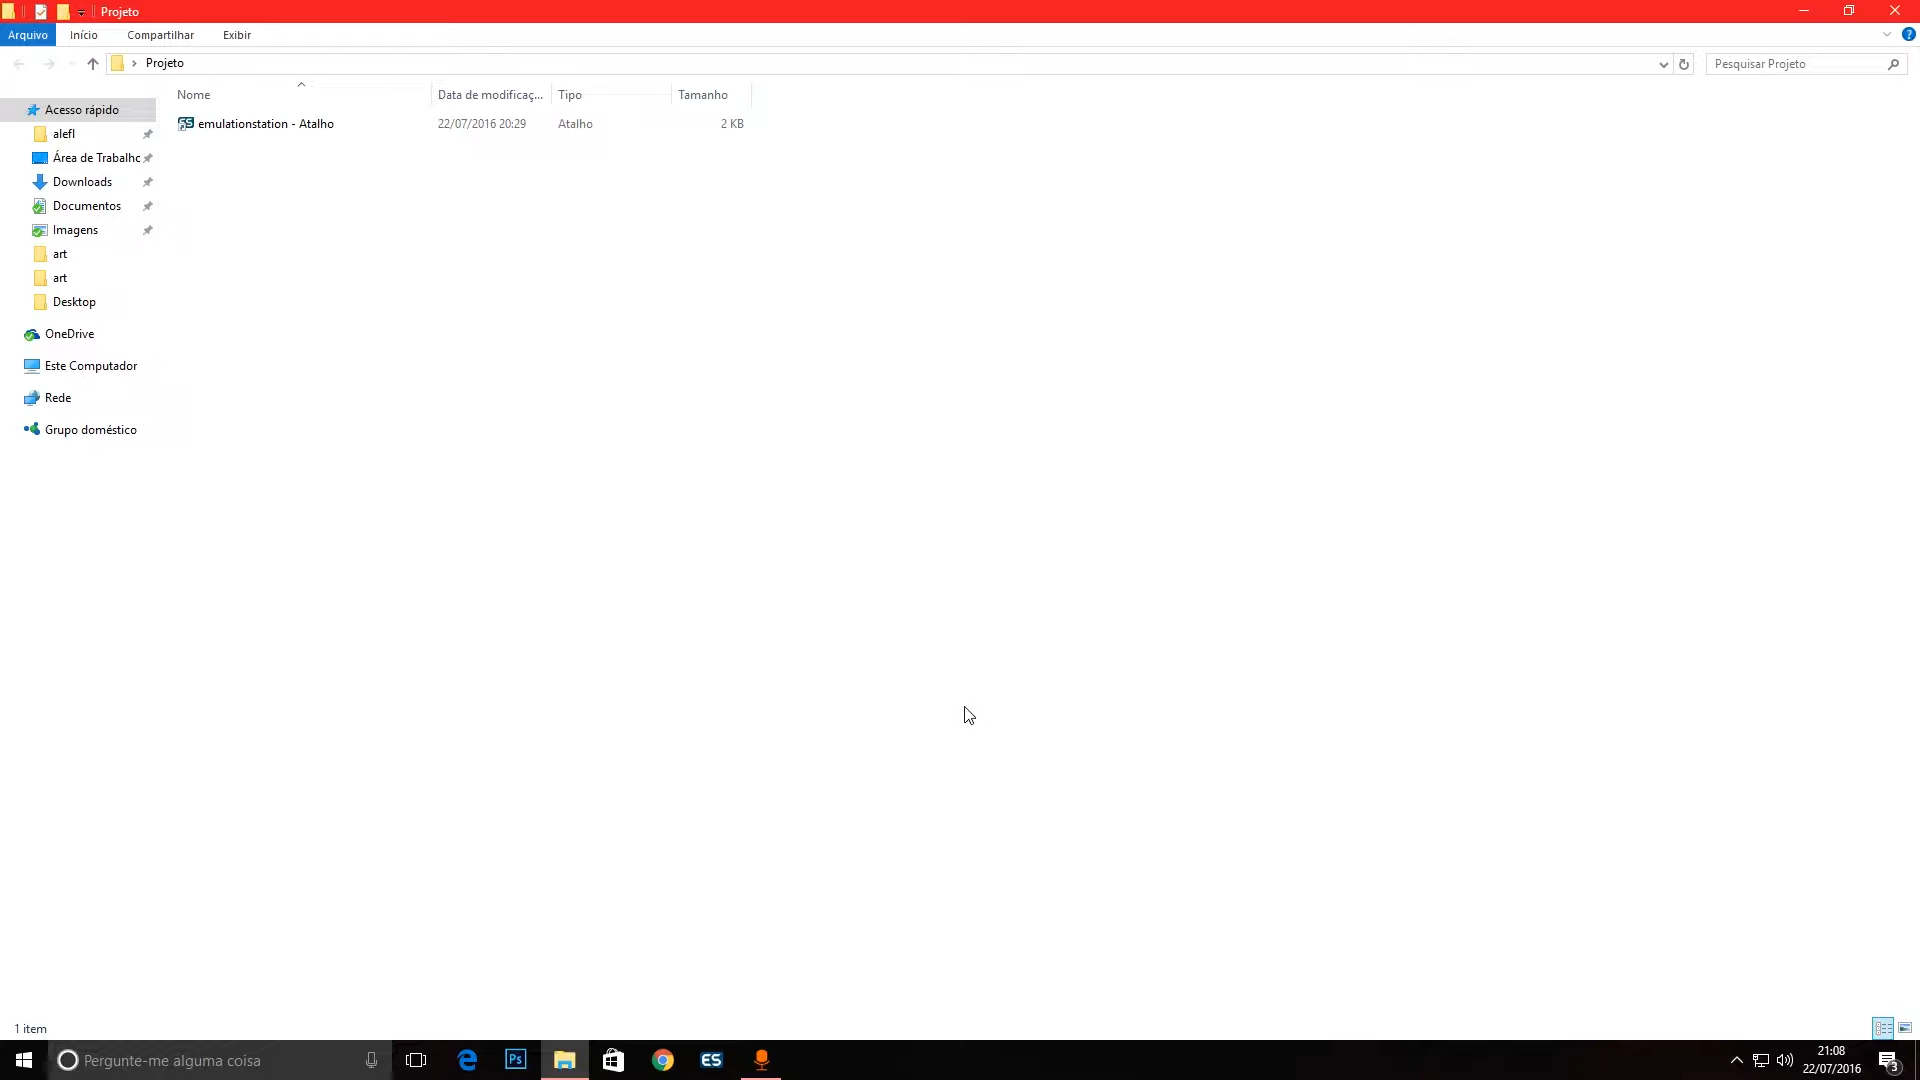 Projeto
Arquivo Início Compartilhar Exibir
Projeto
Pesquisar Projeto
Nome Data de modificaç... Tipo Tamanho
emulationstation - Atalho 22/07/2016 20:29 Atalho 2 KB
Acesso rápido
alefl
Área de Trabalho
Downloads
Documentos
Imagens
art
art
Desktop
OneDrive
Este Computador
Rede
Grupo doméstico
1 item
Pergunte-me alguma coisa
Ps
ES
21:08
22/07/2016
3